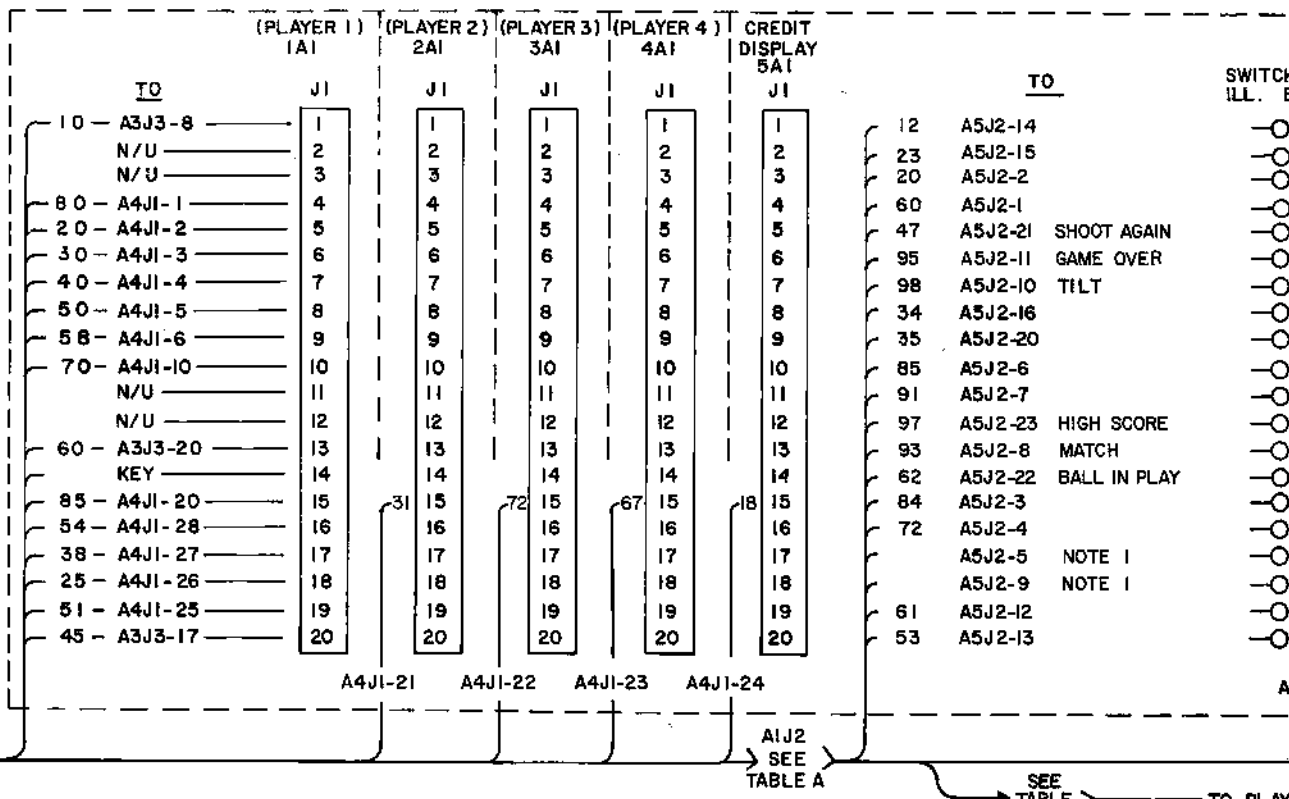 (PLAYER 1) (PLAYER 2) (PLAYER 3) (PLAYER 4) CREDIT
1A1 2A1 3A1 4A1 DISPLAY
5A1
TO J1 J1 J1 J1 J1 TO SWITCH
ILL.
10 - A3J3-8 1 1 1 1 1 12 A5J2-14
N/U 2 2 2 2 2 23 A5J2-15
N/U 3 3 3 3 3 20 A5J2-2
80 - A4J1-1 4 4 4 4 4 60 A5J2-1
20 - A4J1-2 5 5 5 5 5 47 A5J2-21 SHOOT AGAIN
30 - A4J1-3 6 6 6 6 6 95 A5J2-11 GAME OVER
40 - A4J1-4 7 7 7 7 7 98 A5J2-10 TILT
50 - A4J1-5 8 8 8 8 8 34 A5J2-16
58 - A4J1-6 9 9 9 9 9 35 A5J2-20
70 - A4J1-10 10 10 10 10 10 85 A5J2-6
N/U 11 11 11 11 11 91 A5J2-7
N/U 12 12 12 12 12 97 A5J2-23 HIGH SCORE
60 - A3J3-20 13 13 13 13 13 93 A5J2-8 MATCH
KEY 14 14 14 14 14 62 A5J2-22 BALL IN PLAY
85 - A4J1-20 15 31 15 72 15 67 15 18 15 84 A5J2-3
54 - A4J1-28 16 16 16 16 16 72 A5J2-4
38 - A4J1-27 17 17 17 17 17 A5J2-5 NOTE 1
25 - A4J1-26 18 18 18 18 18 A5J2-9 NOTE 1
51 - A4J1-25 19 19 19 19 19 61 A5J2-12
45 - A3J3-17 20 20 20 20 20 53 A5J2-13
A4J1-21 A4J1-22 A4J1-23 A4J1-24 A
A1J2
SEE
TABLE A
SEE
TABLE TO PLAY